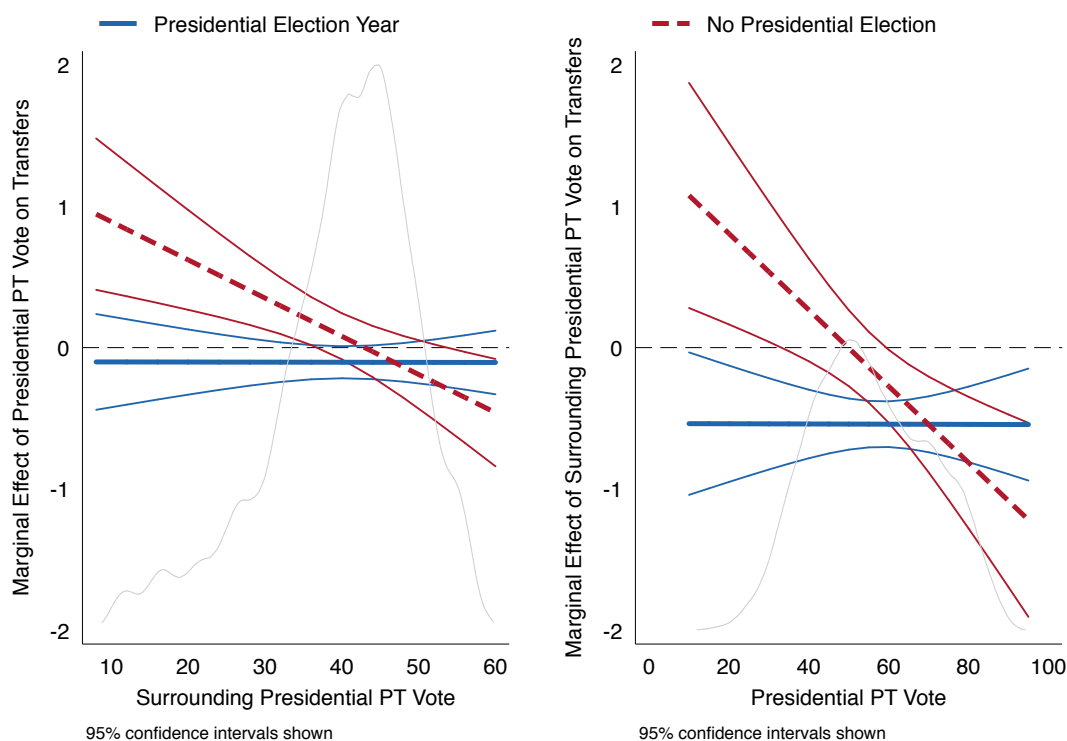 Presidential Election Year
No Presidential Election
Marginal Effect of Presidential PT Vote on Transfers
2
1
0
-1
-2
10 20 30 40 50 60
Surrounding Presidential PT Vote
95% confidence intervals shown
Marginal Effect of Surrounding Presidential PT Vote on Transfers
2
1
0
-1
-2
0 20 40 60 80 100
Presidential PT Vote
95% confidence intervals shown